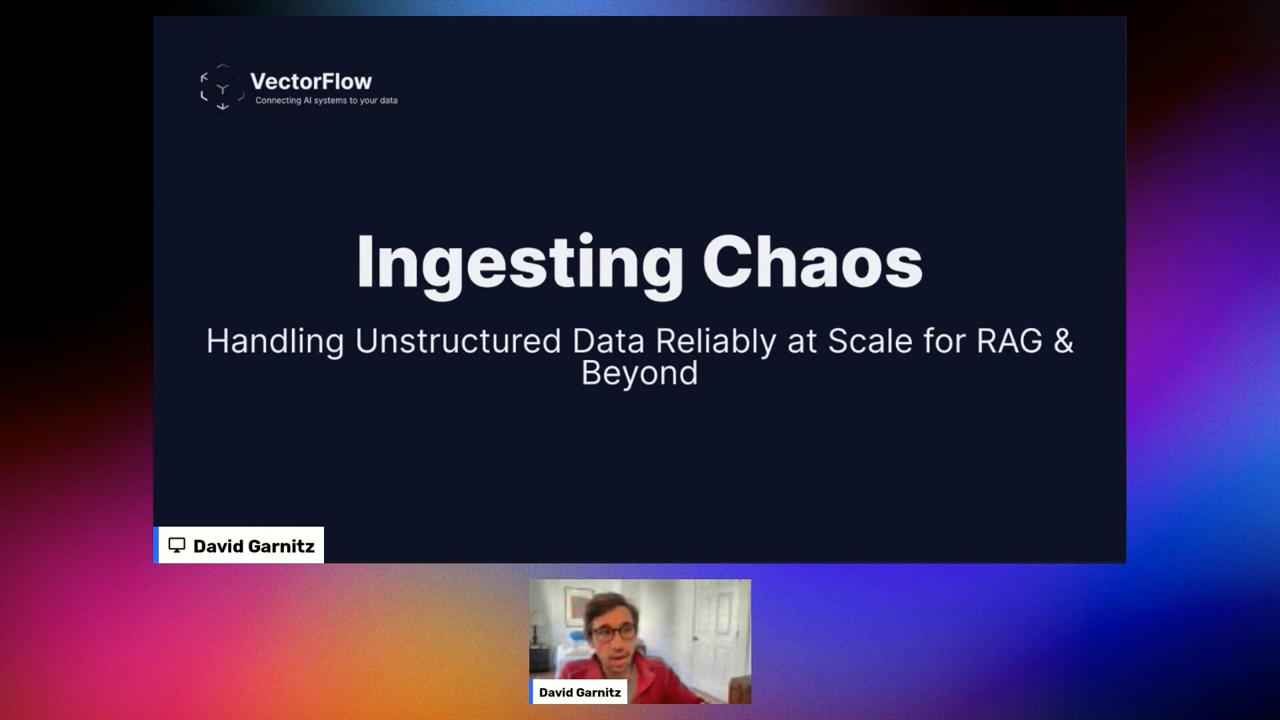 VectorFlow
Connecting AI systems to your data
Ingesting Chaos
Handling Unstructured Data Reliably at Scale for RAG &
Beyond
David Garnitz
David Garnitz